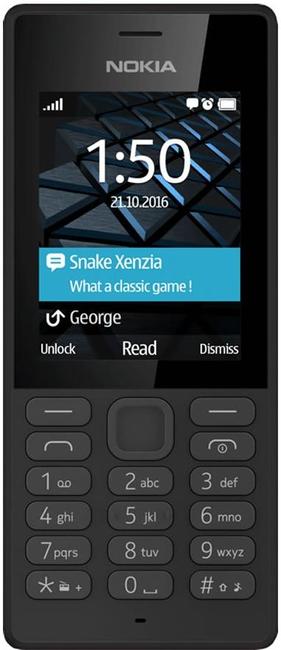 NOKIA
1:50
21.10.2016
Snake Xenzia
What a classic game !
George
Unlock Read Dismiss
1 2 abc 3 def
4 ghi 5 jkl 6 mno
7 pqrs 8 tuv 9 wxyz
* + 0 #